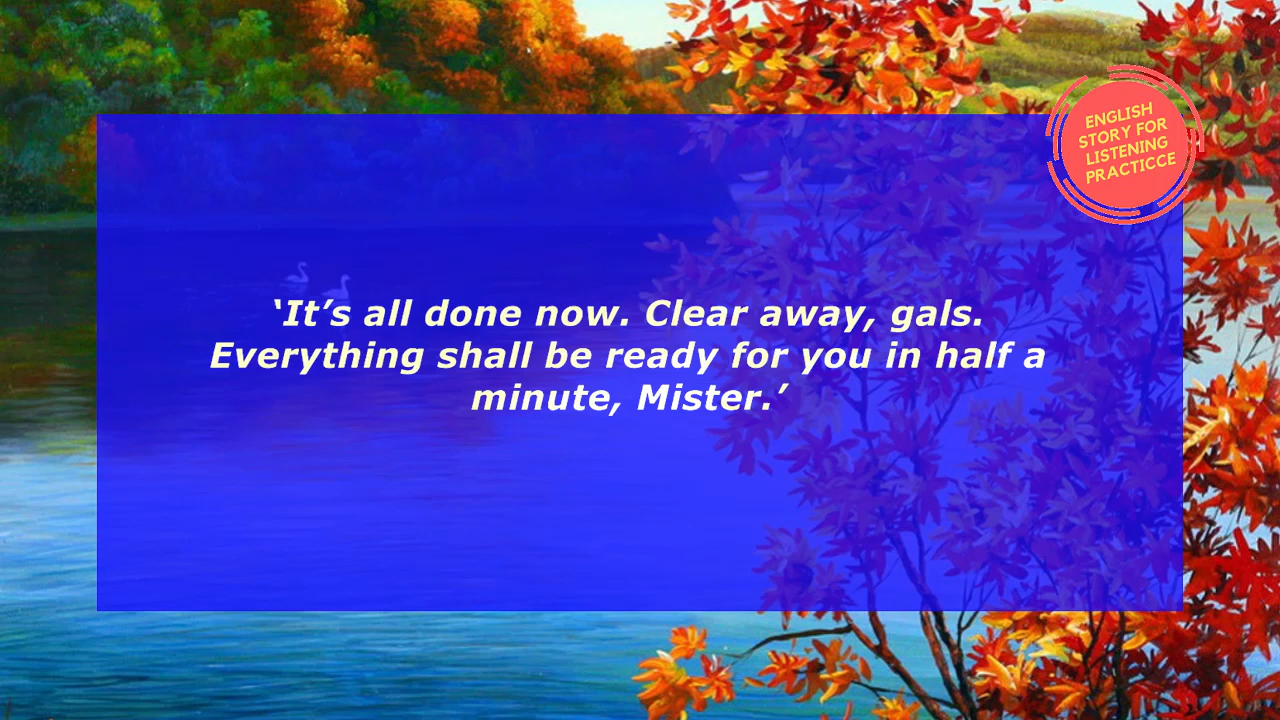 ENGLISH
STORY FOR
LISTENING
PRACTICCE
‘It’s all done now. Clear away, gals.
Everything shall be ready for you in half a
minute, Mister.’